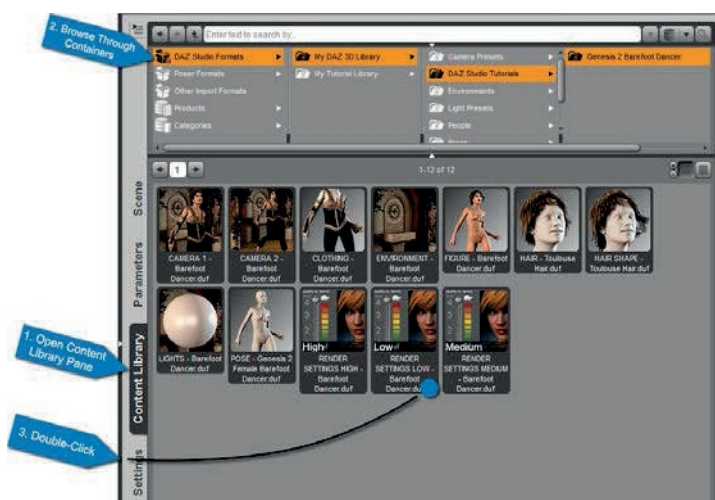 2. Browse Through
Containers
Enter text to search by...
DAZ Studio Formats
Poser Formats
Other Import Formats
Products
Categories
My DAZ 3D Library
My Tutorial Library
Camera Presets
DAZ Studio Tutorials
Environments
Light Presets
People
Genesis 2 Barefoot Dancer
1
1-12 of 12
Scene
Parameters
Content Library
Settings
1. Open Content
Library Pane
3. Double-Click
CAMERA 1 -
Barefoot
Dancer.duf
CAMERA 2 -
Barefoot
Dancer.duf
CLOTHING -
Barefoot
Dancer.duf
ENVIRONMENT -
Barefoot
Dancer.duf
FIGURE - Barefoot
Dancer.duf
HAIR - Toulouse
Hair.duf
HAIR SHAPE -
Toulouse Hair.duf
LIGHTS - Barefoot
Dancer.duf
POSE - Genesis 2
Female Barefoot
Dancer.duf
High
RENDER
SETTINGS HIGH -
Barefoot
Dancer.duf
Low
RENDER
SETTINGS LOW -
Barefoot
Dancer.duf
Medium
RENDER
SETTINGS MEDIUM
- Barefoot
Dancer.duf